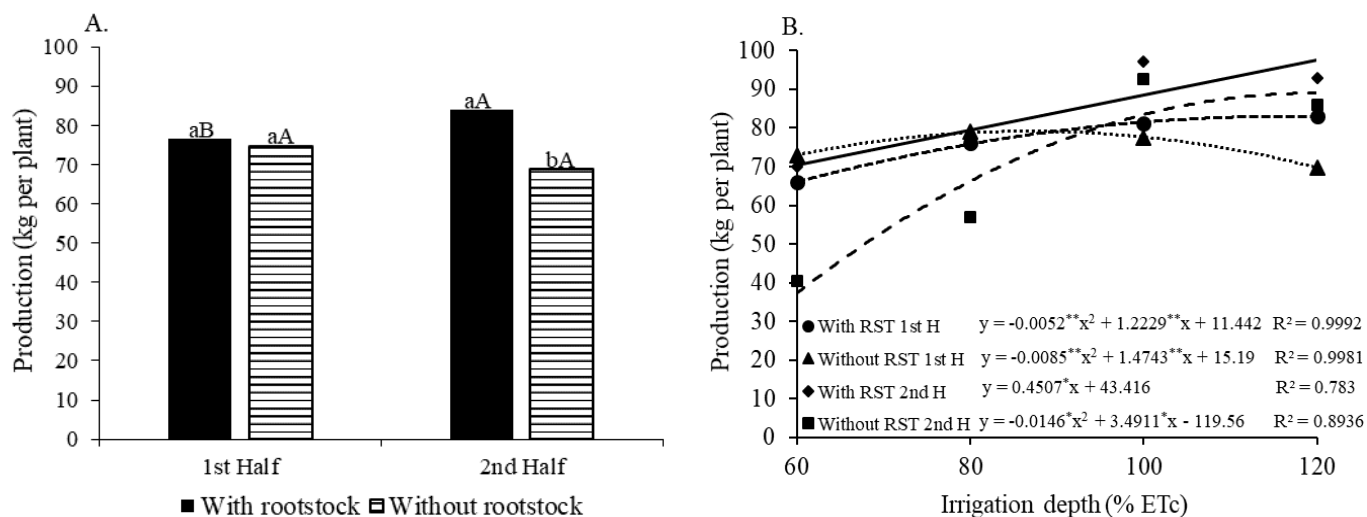 A.
Production (kg per plant)
100
90
80
70
60
50
40
30
20
10
0
aB
aA
aA
bA
1st Half
2nd Half
With rootstock
Without rootstock
B.
Production (kg per plant)
100
90
80
70
60
50
40
30
20
10
0
With RST 1st H y = -0.0052**x² + 1.2229**x + 11.442 R² = 0.9992
Without RST 1st H y = -0.0085**x² + 1.4743**x + 15.19 R² = 0.9981
With RST 2nd H y = 0.4507*x + 43.416 R² = 0.783
Without RST 2nd H y = -0.0146*x² + 3.4911*x - 119.56 R² = 0.8936
60
80
100
120
Irrigation depth (% ETc)